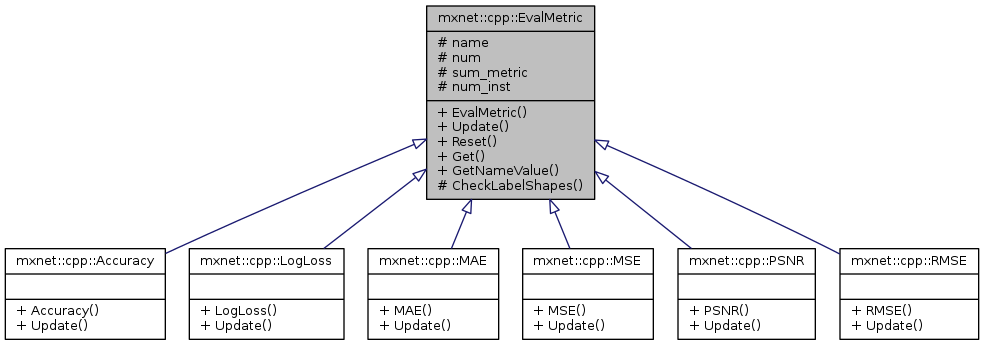 mxnet::cpp::EvalMetric
# name
# num
# sum_metric
# num_inst
+ EvalMetric()
+ Update()
+ Reset()
+ Get()
+ GetNameValue()
# CheckLabelShapes()
mxnet::cpp::Accuracy
+ Accuracy()
+ Update()
mxnet::cpp::LogLoss
+ LogLoss()
+ Update()
mxnet::cpp::MAE
+ MAE()
+ Update()
mxnet::cpp::MSE
+ MSE()
+ Update()
mxnet::cpp::PSNR
+ PSNR()
+ Update()
mxnet::cpp::RMSE
+ RMSE()
+ Update()